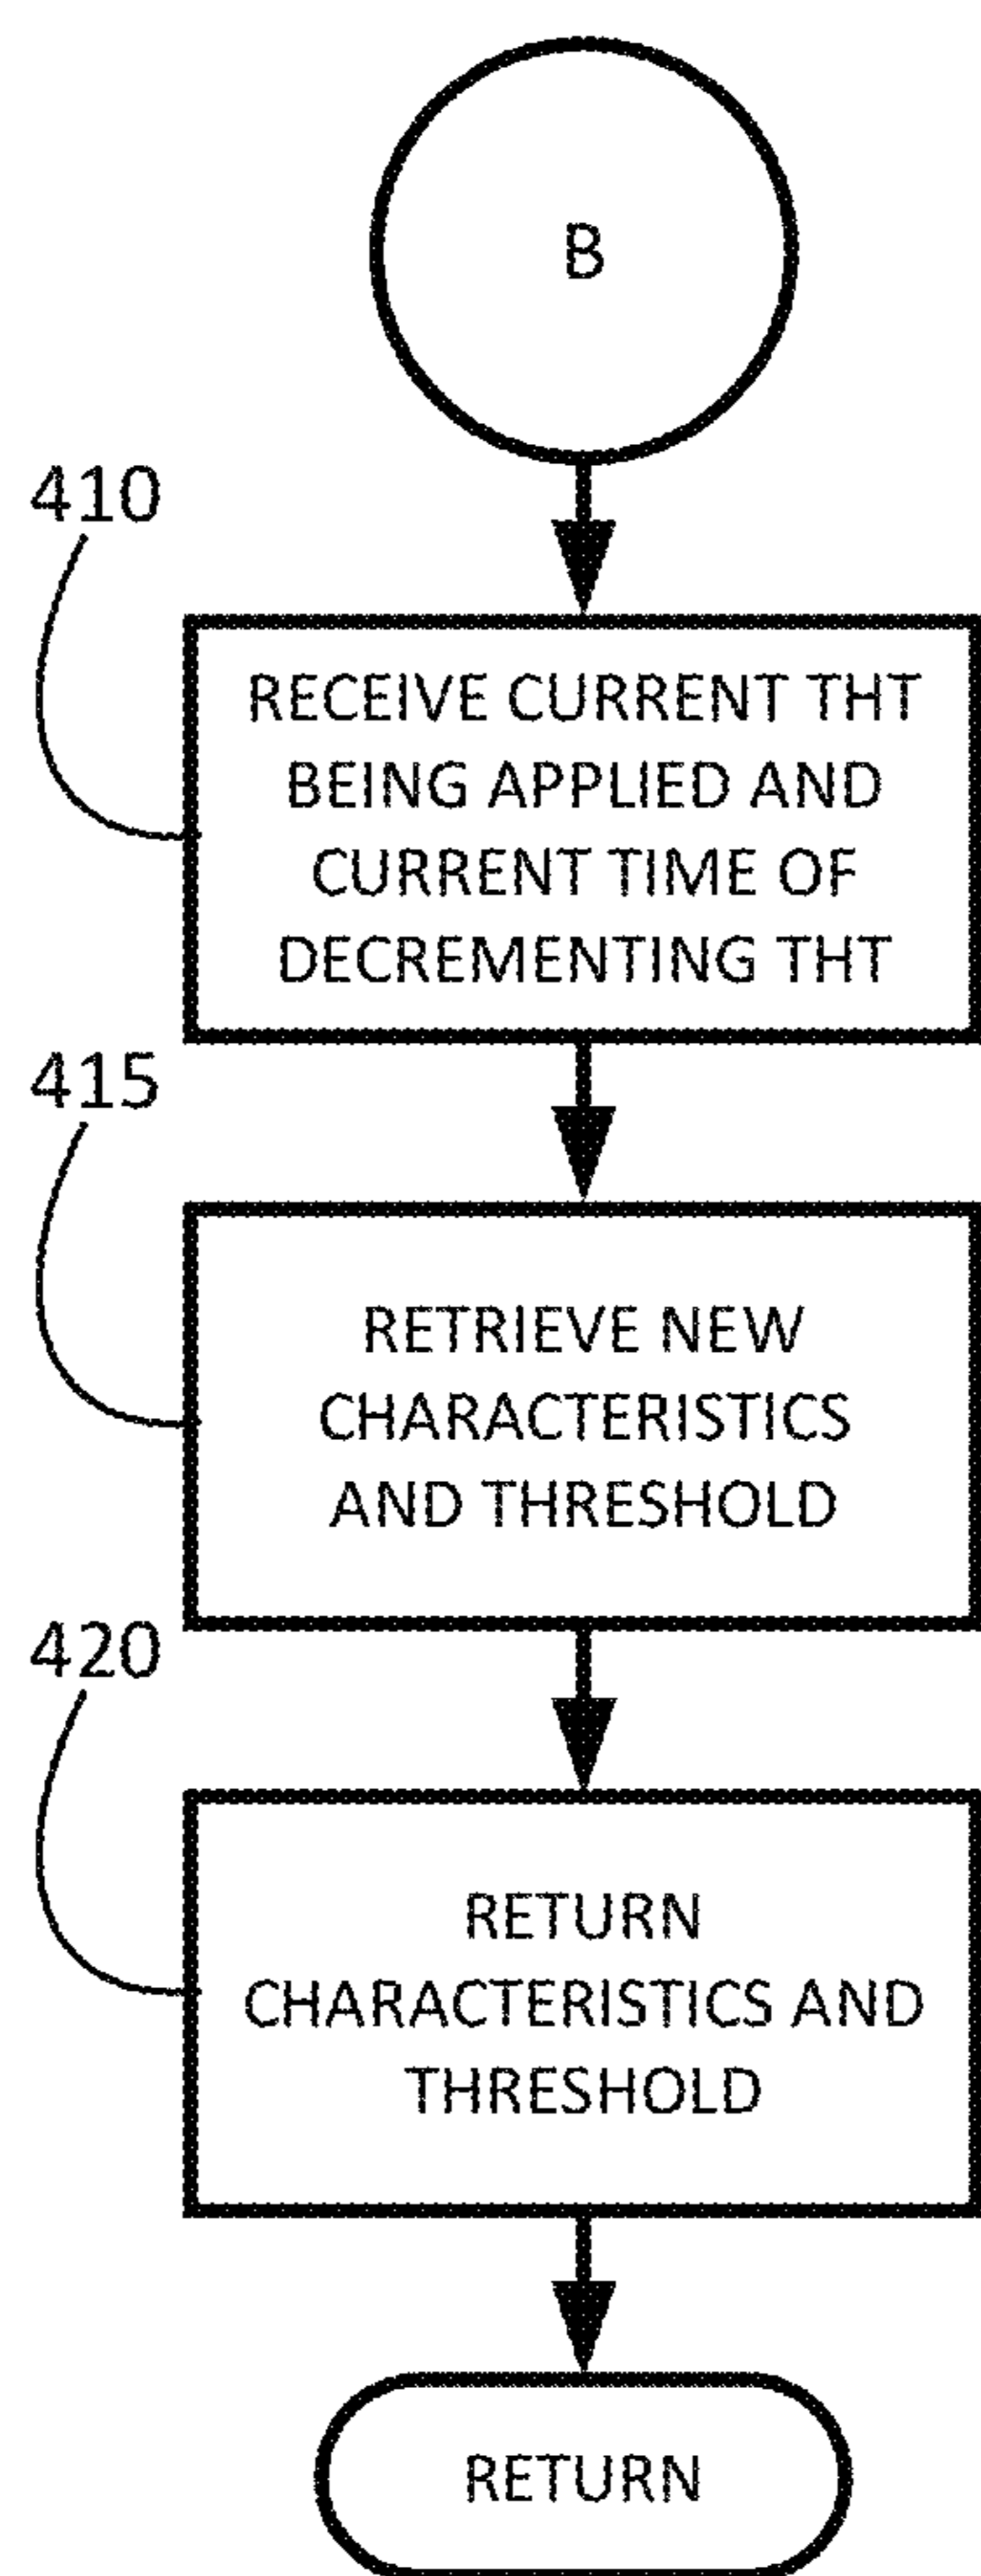 B
410
RECEIVE CURRENT THT
BEING APPLIED AND
CURRENT TIME OF
DECREMENTING THT
415
RETRIEVE NEW
CHARACTERISTICS
AND THRESHOLD
420
RETURN
CHARACTERISTICS AND
THRESHOLD
RETURN